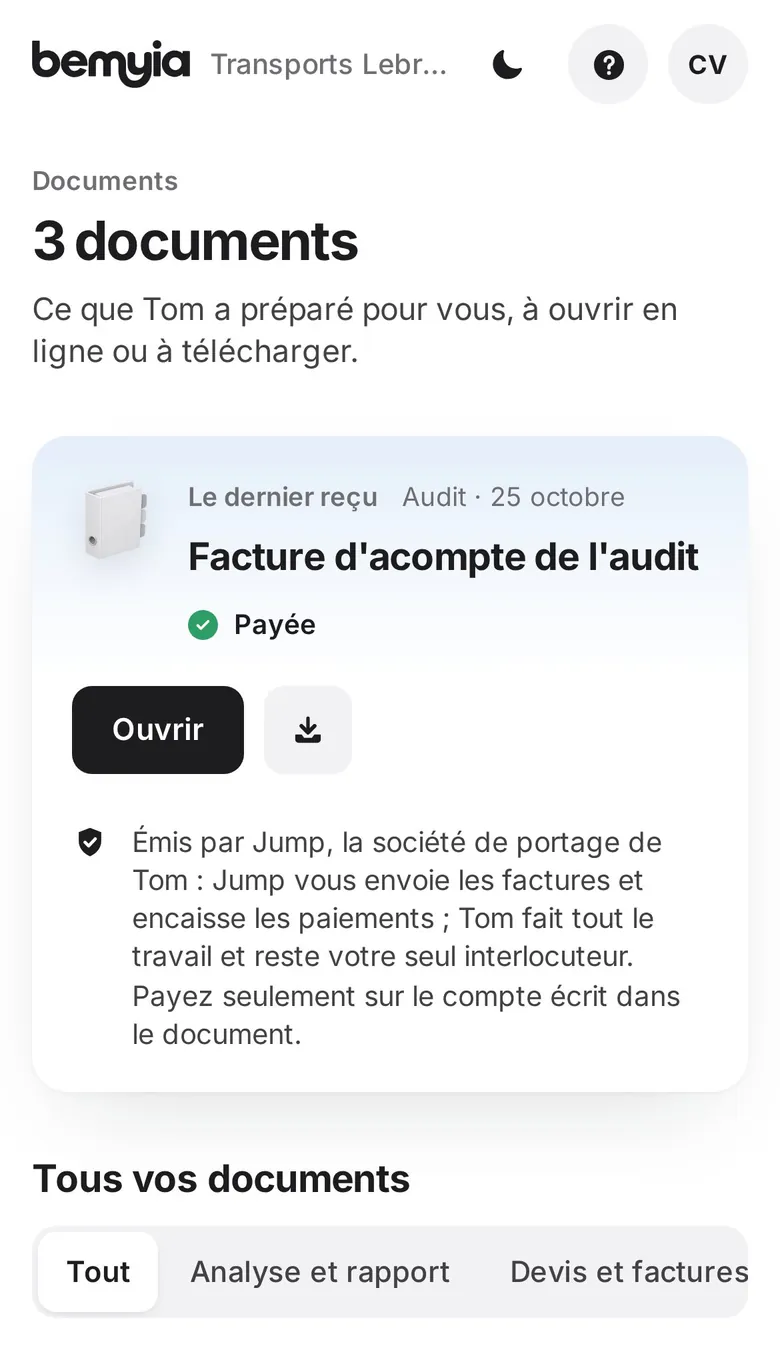 bemyia Transports Lebr... CV
Documents
3 documents
Ce que Tom a préparé pour vous, à ouvrir en
ligne ou à télécharger.
Le dernier reçu Audit · 25 octobre
Facture d'acompte de l'audit
Payée
Ouvrir
Émis par Jump, la société de portage de
Tom : Jump vous envoie les factures et
encaisse les paiements ; Tom fait tout le
travail et reste votre seul interlocuteur.
Payez seulement sur le compte écrit dans
le document.
Tous vos documents
Tout Analyse et rapport Devis et factures